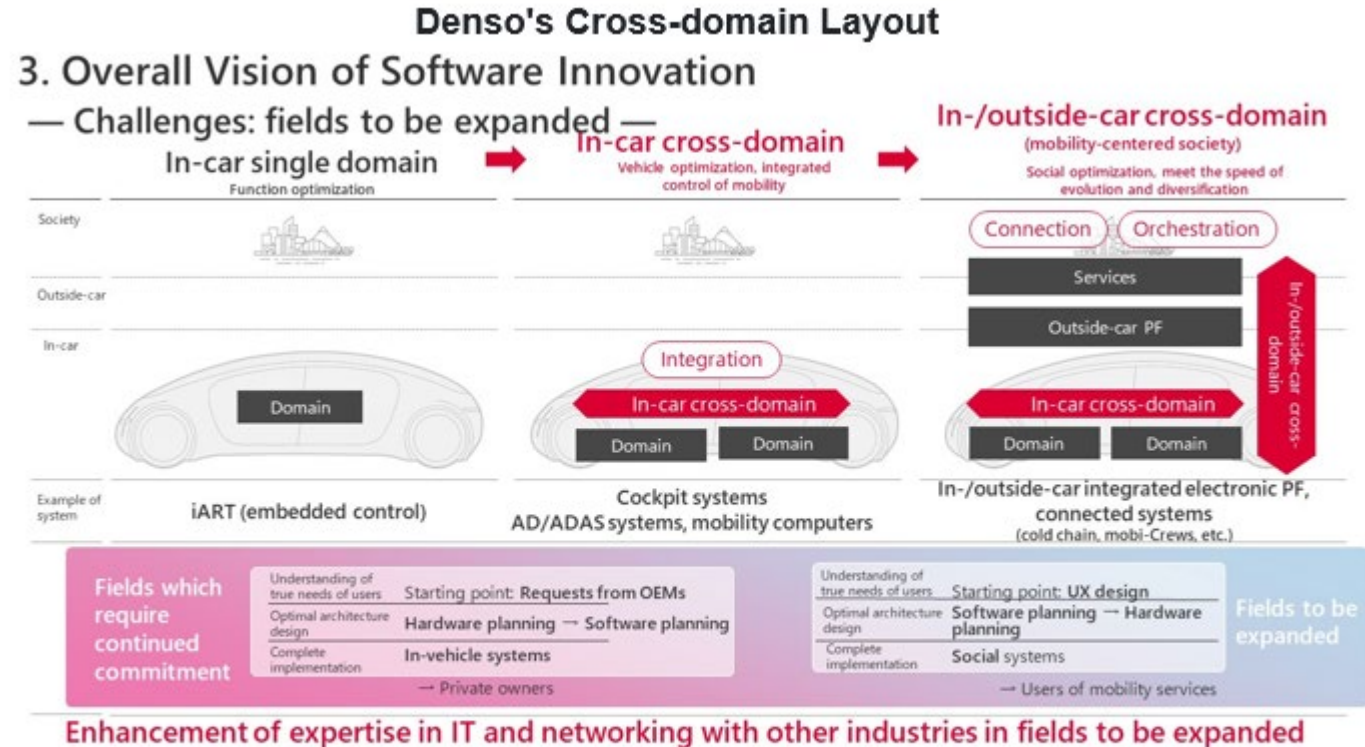 Denso's Cross-domain Layout
3. Overall Vision of Software Innovation
— Challenges: fields to be expanded —
In-car single domain
Function optimization
In-car cross-domain
Vehicle optimization, integrated
control of mobility
In-/outside-car cross-domain
(mobility-centered society)
Social optimization, meet the speed of
evolution and diversification
Society
Connection
Orchestration
Outside-car
Services
Outside-car PF
In-car
Domain
Integration
In-car cross-domain
Domain
Domain
In-car cross-domain
Domain
Domain
In-/outside-car cross-
domain
Example of
system
iART (embedded control)
Cockpit systems
AD/ADAS systems, mobility computers
In-/outside-car integrated electronic PF,
connected systems
(cold chain, mobi-Crews, etc.)
Fields which
require
continued
commitment
Understanding of
true needs of users
Starting point: Requests from OEMs
Optimal architecture
design
Hardware planning → Software planning
Complete
implementation
In-vehicle systems
→ Private owners
Understanding of
true needs of users
Starting point: UX design
Optimal architecture
design
Software planning → Hardware
planning
Complete
implementation
Social systems
→ Users of mobility services
Fields to be
expanded
Enhancement of expertise in IT and networking with other industries in fields to be expanded